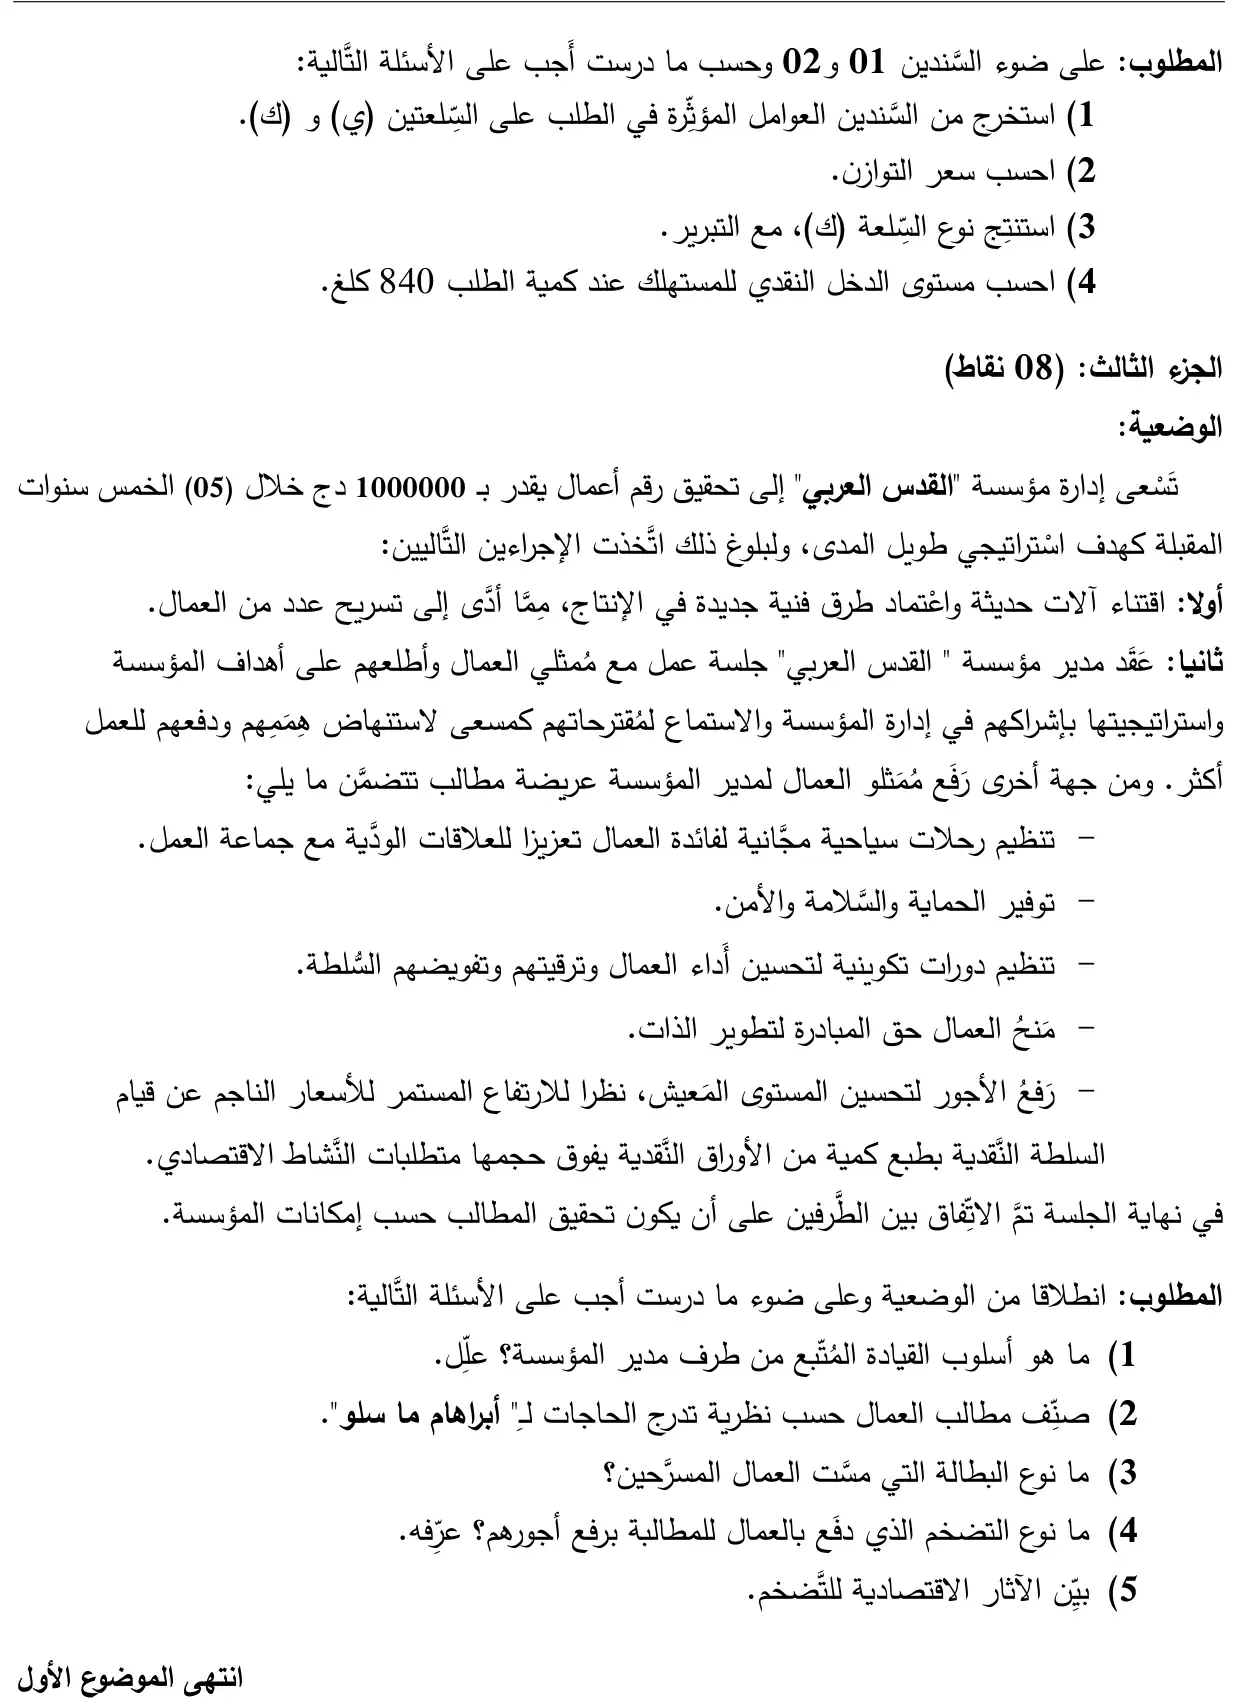 المطلوب: على ضوء السَّندين 01 و 02 وحسب ما درست أَجب على الأسئلة التَّالية:
1) استخرج من السَّندين العوامل المؤثِّرة في الطلب على السِّلعتين (ي) و (ك).
2) احسب سعر التوازن.
3) استنتِج نوع السِّلعة (ك)، مع التبرير.
4) احسب مستوى الدخل النقدي للمستهلك عند كمية الطلب 840 كلغ.
الجزء الثالث: (08 نقاط)
الوضعية:
تَسْعى إدارة مؤسسة "القدس العربي" إلى تحقيق رقم أعمال يقدر بـ 1000000 دج خلال (05) الخمس سنوات
المقبلة كهدف اسْتراتيجي طويل المدى، ولبلوغ ذلك اتَّخذت الإجراءين التَّاليين:
أولا: اقتناء آلات حديثة واعْتماد طرق فنية جديدة في الإنتاج، مِمَّا أدَّى إلى تسريح عدد من العمال.
ثانيا: عَقَد مدير مؤسسة " القدس العربي" جلسة عمل مع مُمثلي العمال وأطلعهم على أهداف المؤسسة
واستراتيجيتها بإشراكهم في إدارة المؤسسة والاستماع لمُقترحاتهم كمسعى لاستنهاض هِمَمِهم ودفعهم للعمل
أكثر. ومن جهة أخرى رَفَع مُمَثلو العمال لمدير المؤسسة عريضة مطالب تتضمَّن ما يلي:
- تنظيم رحلات سياحية مجَّانية لفائدة العمال تعزيزا للعلاقات الودَّية مع جماعة العمل.
- توفير الحماية والسَّلامة والأمن.
- تنظيم دورات تكوينية لتحسين أَداء العمال وترقيتهم وتفويضهم السُّلطة.
- مَنحُ العمال حق المبادرة لتطوير الذات.
- رَفعُ الأجور لتحسين المستوى المَعيش، نظرا للارتفاع المستمر للأسعار الناجم عن قيام
السلطة النَّقدية بطبع كمية من الأوراق النَّقدية يفوق حجمها متطلبات النَّشاط الاقتصادي.
في نهاية الجلسة تمَّ الاتِّفاق بين الطَّرفين على أن يكون تحقيق المطالب حسب إمكانات المؤسسة.
المطلوب: انطلاقا من الوضعية وعلى ضوء ما درست أجب على الأسئلة التَّالية:
1) ما هو أسلوب القيادة المُتّبع من طرف مدير المؤسسة؟ علِّل.
2) صنِّف مطالب العمال حسب نظرية تدرج الحاجات لـِ" أبراهام ما سلو".
3) ما نوع البطالة التي مسَّت العمال المسرَّحين؟
4) ما نوع التضخم الذي دفَع بالعمال للمطالبة برفع أجورهم؟ عرِّفه.
5) بيِّن الآثار الاقتصادية للتَّضخم.
انتهى الموضوع الأول